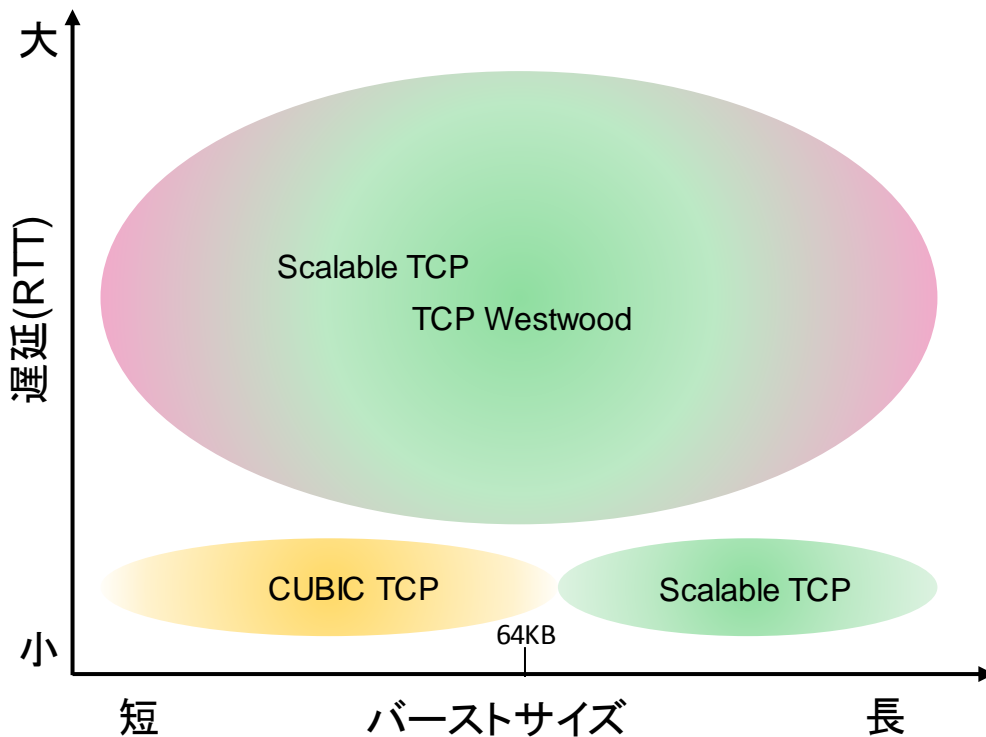 大
遅延(RTT)
Scalable TCP
TCP Westwood
CUBIC TCP
Scalable TCP
小
64KB
短
バーストサイズ
長